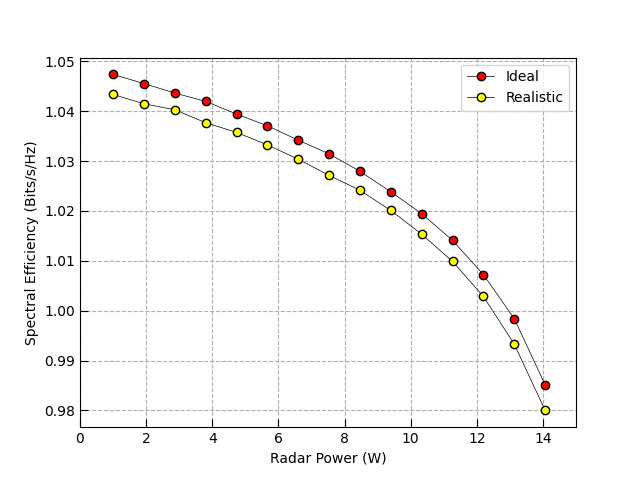 1.05
1.04
1.03
1.02
1.01
1.00
0.99
0.98
Spectral Efficiency (Bits/s/Hz)
0 2 4 6 8 10 12 14
Radar Power (W)
Ideal
Realistic